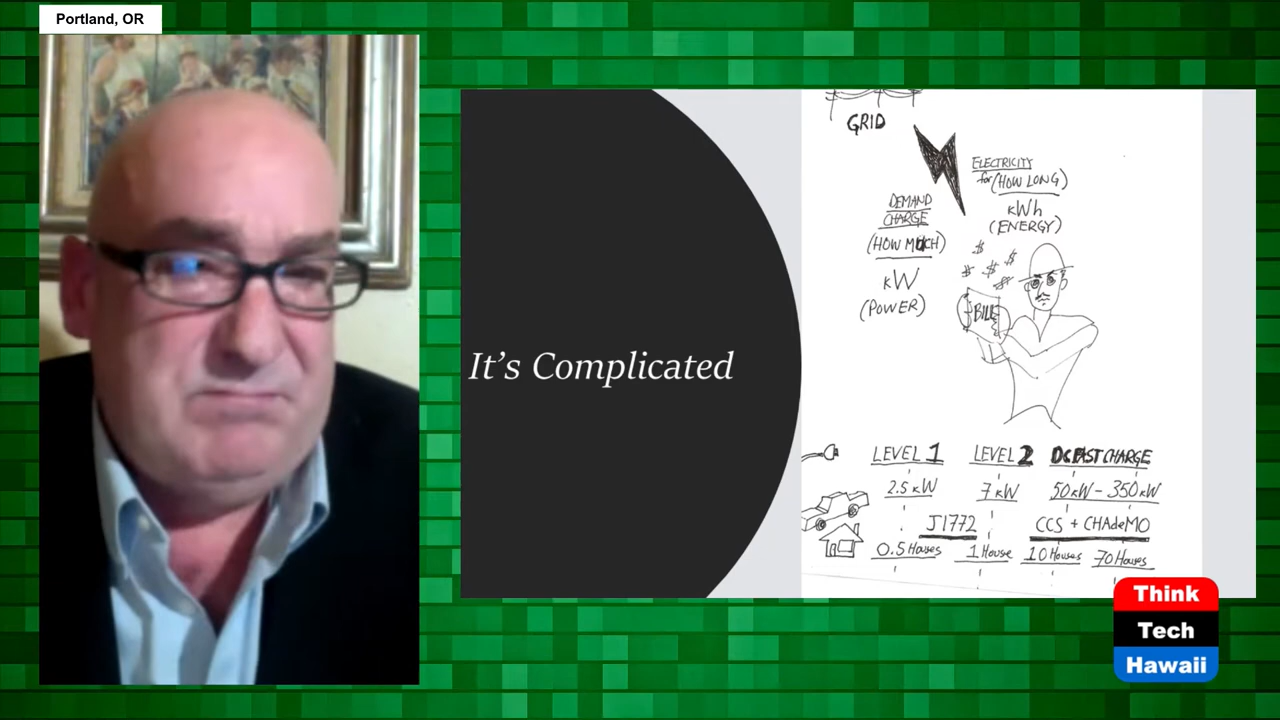 Portland, OR
It's Complicated
GRID
ELECTRICITY
for (HOW LONG)
kWh
(ENERGY)
DEMAND
CHARGE
(HOW MUCH)
kW
(POWER)
$ $ $ $ $
BILL
LEVEL 1 LEVEL 2 DC FAST CHARGE
2.5 kW 7 kW 50kW - 350kW
J1772 CCS + CHAdeMO
0.5 Houses 1 House 10 Houses 70 Houses
Think
Tech
Hawaii